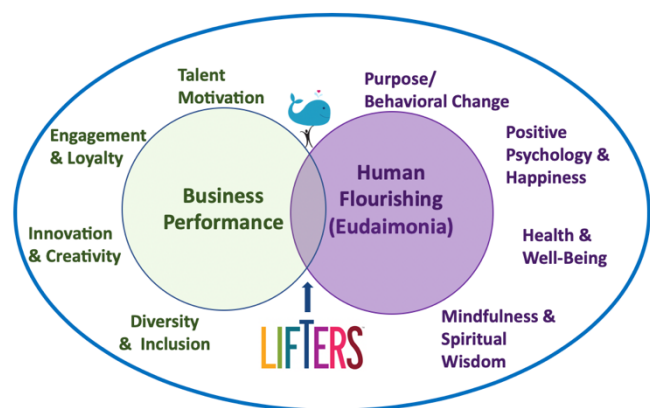 Talent
Motivation
Engagement
& Loyalty
Innovation
& Creativity
Diversity
& Inclusion
Business
Performance
Human
Flourishing
(Eudaimonia)
Purpose/
Behavioral Change
Positive
Psychology &
Happiness
Health &
Well-Being
Mindfulness &
Spiritual
Wisdom
LIFTERS